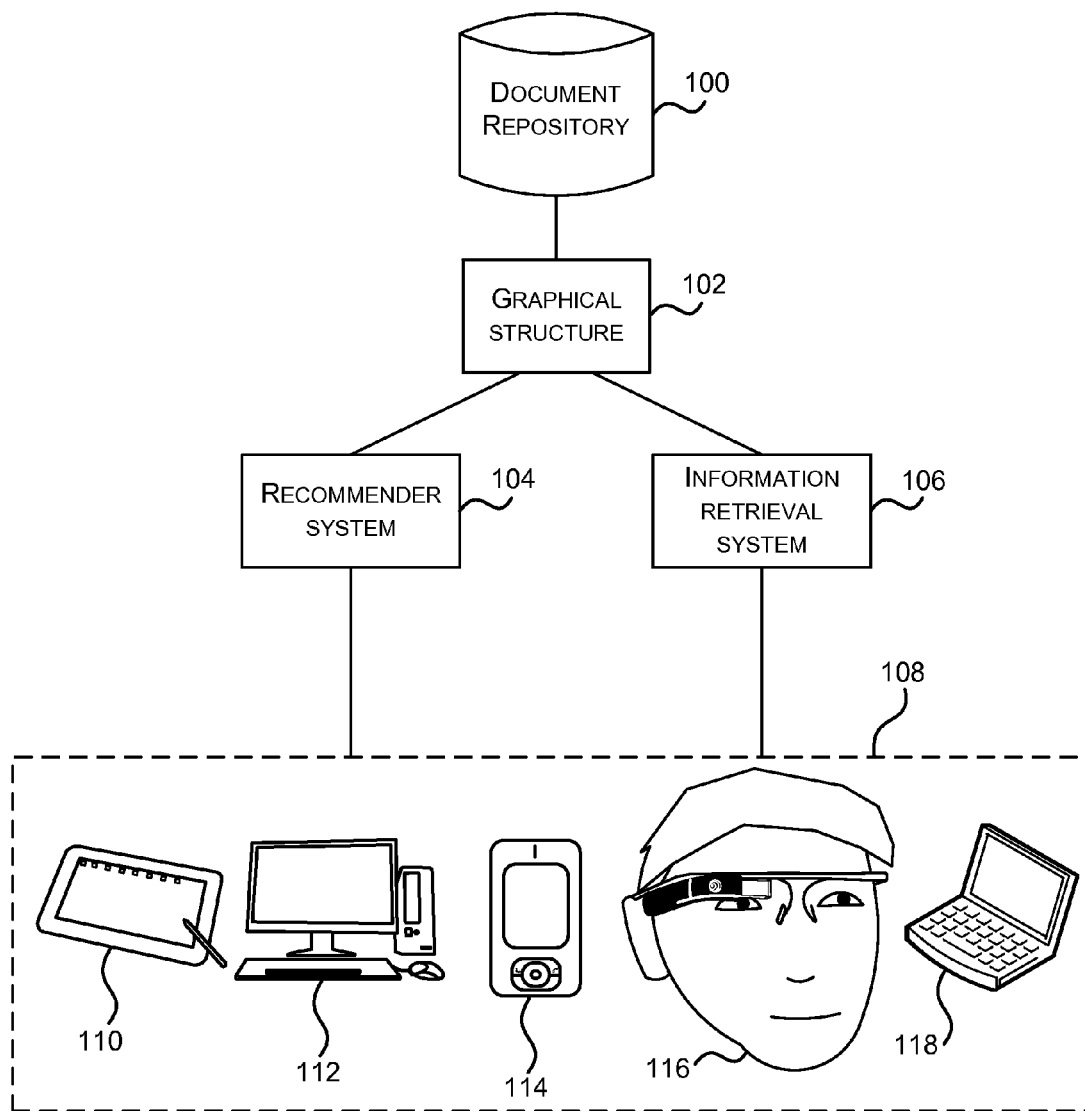 DOCUMENT
REPOSITORY
100
GRAPHICAL
STRUCTURE
102
RECOMMENDER
SYSTEM
104
INFORMATION
RETRIEVAL
SYSTEM
106
108
110
112
114
116
118